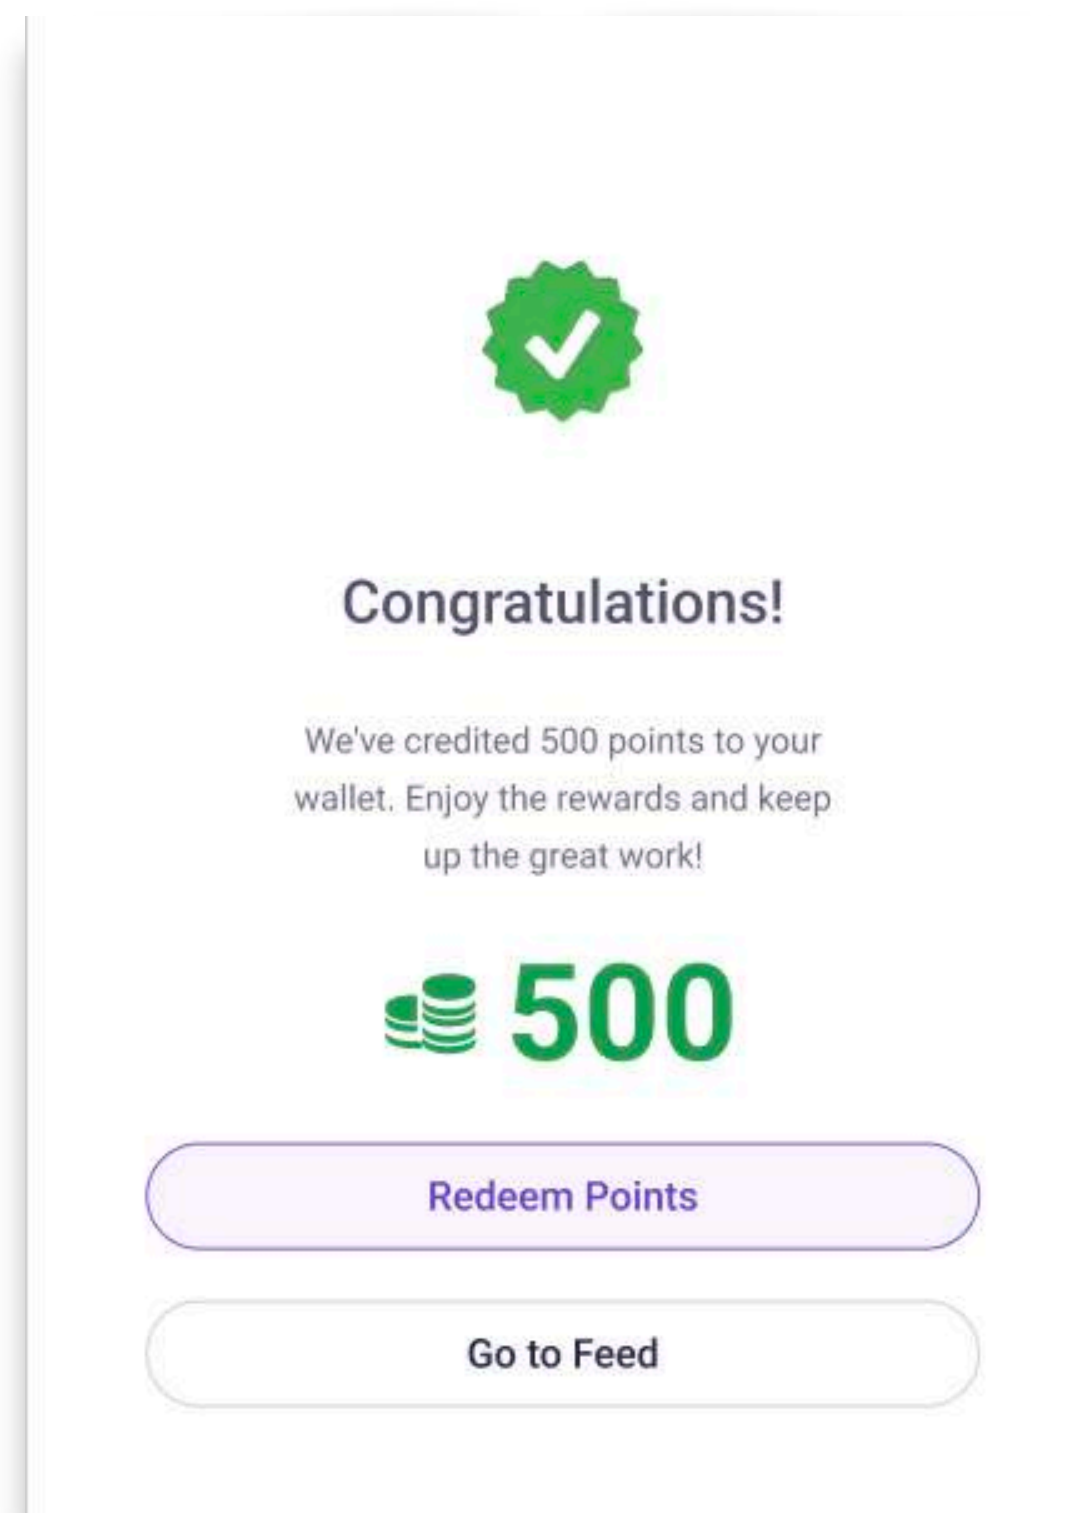 Congratulations!
We've credited 500 points to your
wallet. Enjoy the rewards and keep
up the great work!
500
Redeem Points
Go to Feed